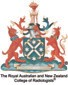 The Royal Australian and New Zealand
College of Radiologists®